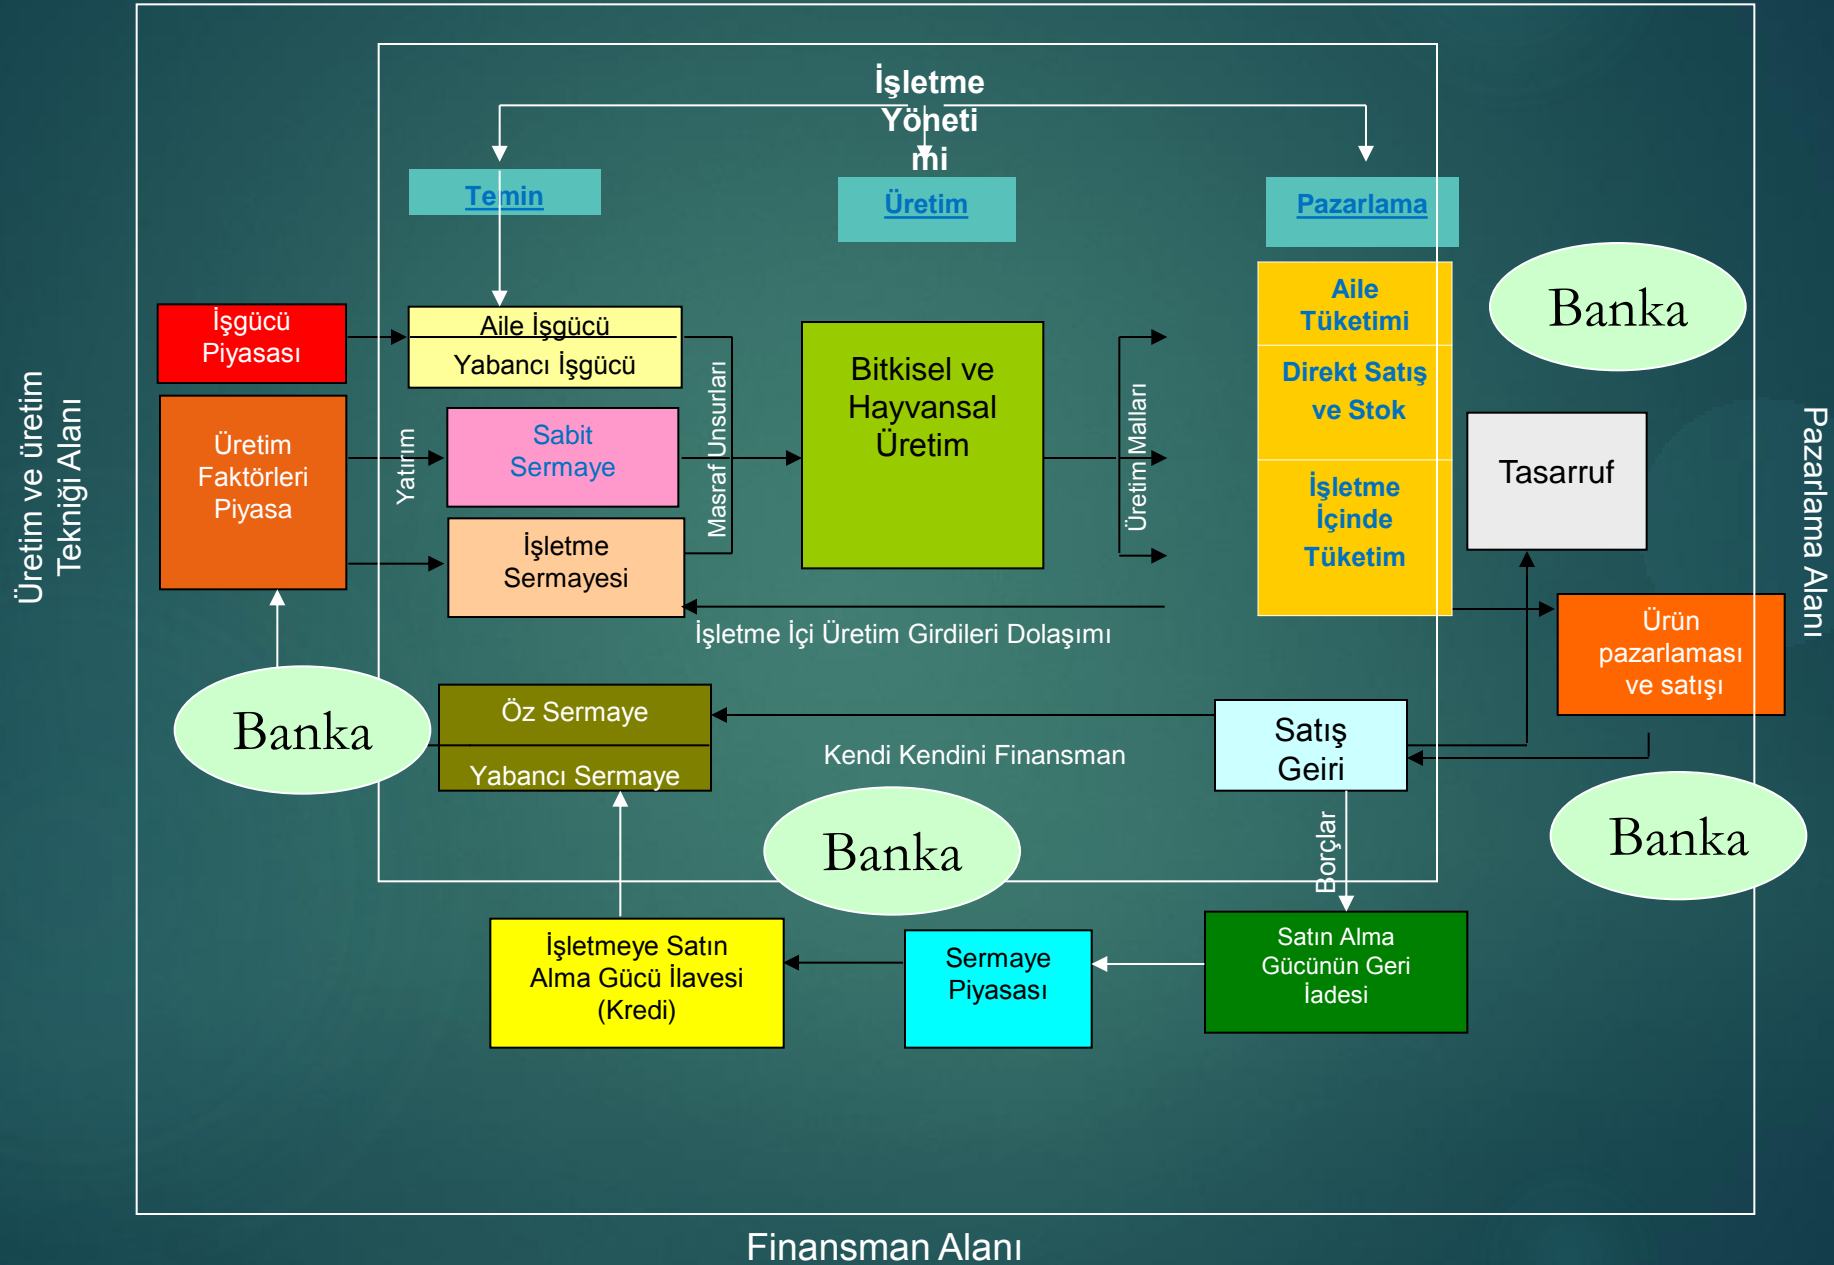 İşletme
Yöneti
mi
Temin
Üretim
Pazarlama
İşgücü
Piyasası
Aile İşgücü
Yabancı İşgücü
Üretim
Faktörleri
Piyasa
Yatırım
Sabit
Sermaye
İşletme
Sermayesi
Masraf Unsurları
Bitkisel ve
Hayvansal
Üretim
Üretim Malları
Aile
Tüketimi
Direkt Satış
ve Stok
İşletme
İçinde
Tüketim
Banka
Tasarruf
Ürün
pazarlaması
ve satışı
İşletme İçi Üretim Girdileri Dolaşımı
Banka
Öz Sermaye
Yabancı Sermaye
Kendi Kendini Finansman
Satış
Geiri
Banka
Borçlar
Banka
İşletmeye Satın
Alma Gücü İlavesi
(Kredi)
Sermaye
Piyasası
Satın Alma
Gücünün Geri
İadesi
Üretim ve üretim
Tekniği Alanı
Pazarlama Alanı
Finansman Alanı